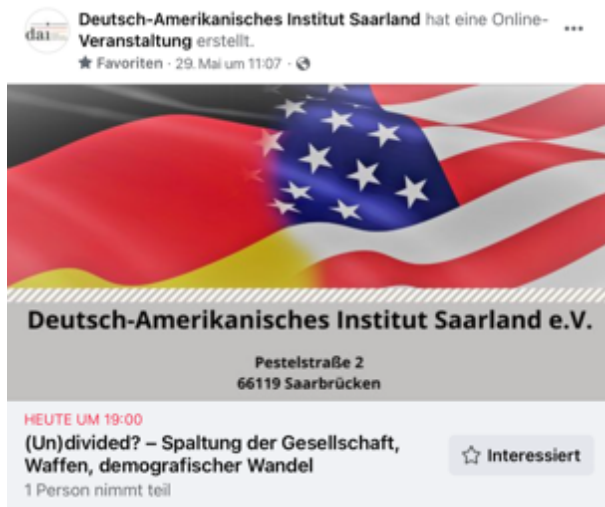 dai
Deutsch-Amerikanisches Institut Saarland hat eine Online-
Veranstaltung erstellt.
★ Favoriten · 29. Mai um 11:07 ·
Deutsch-Amerikanisches Institut Saarland e.V.
Pestelstraße 2
66119 Saarbrücken
HEUTE UM 19:00
(Un)divided? – Spaltung der Gesellschaft,
Waffen, demografischer Wandel
Interessiert
1 Person nimmt teil